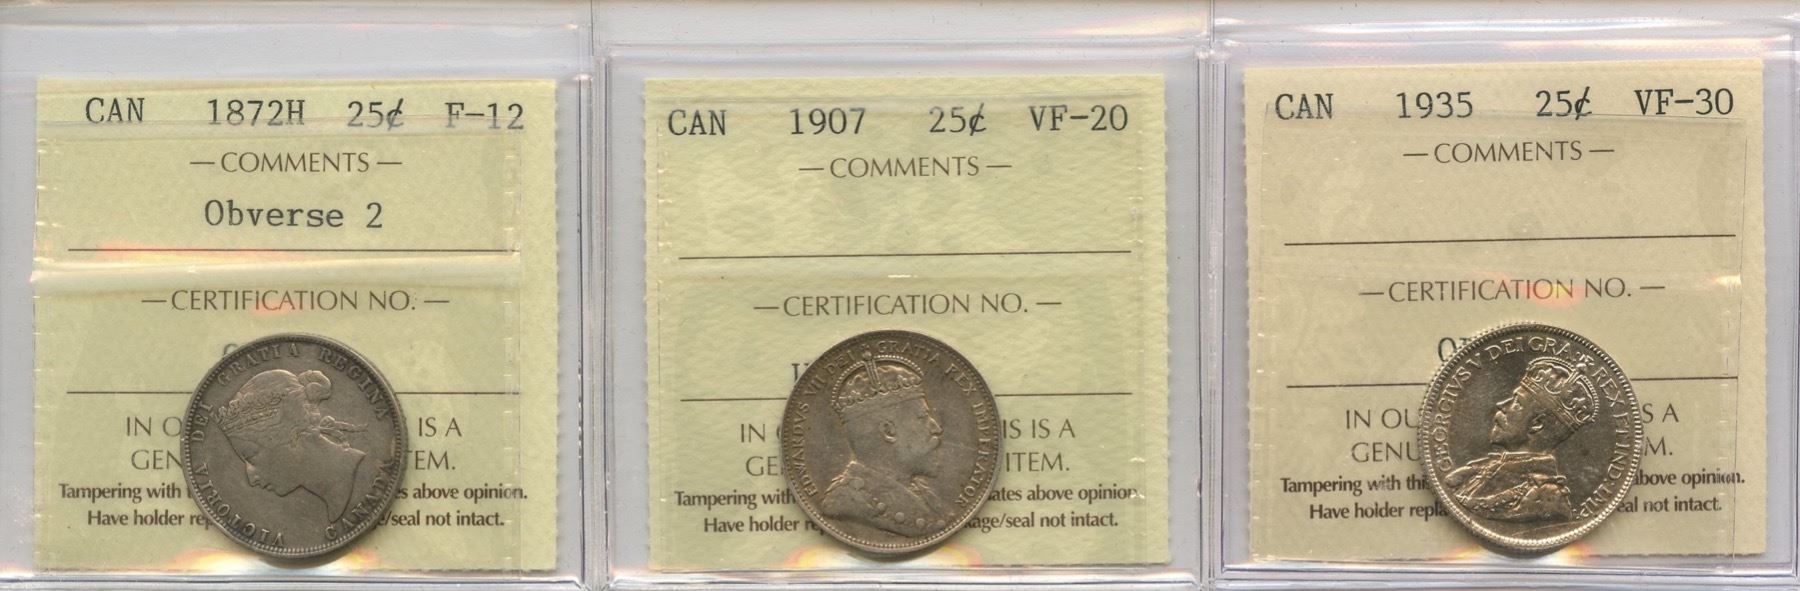 CAN 1872H 25¢ F-12
— COMMENTS —
Obverse 2
— CERTIFICATION NO. —
IN O IS A
GEN TEM.
Tampering with t s above opinion.
Have holder rep e/seal not intact.
VICTORIA DEI GRATIA REGINA
CANADA
CAN 1907 25¢ VF-20
— COMMENTS —
— CERTIFICATION NO. —
IN IS IS A
GE ITEM.
Tampering with ates above opinion.
Have holder re kage/seal not intact.
EDWARDVS VII DEI GRATIA REX IMPERATOR
CAN 1935 25¢ VF-30
— COMMENTS —
— CERTIFICATION NO. —
IN OU S A
GENU M.
Tampering with thi above opinion.
Have holder repla eal not intact.
GEORGIVS V DEI GRA: REX ET IND: IMP: